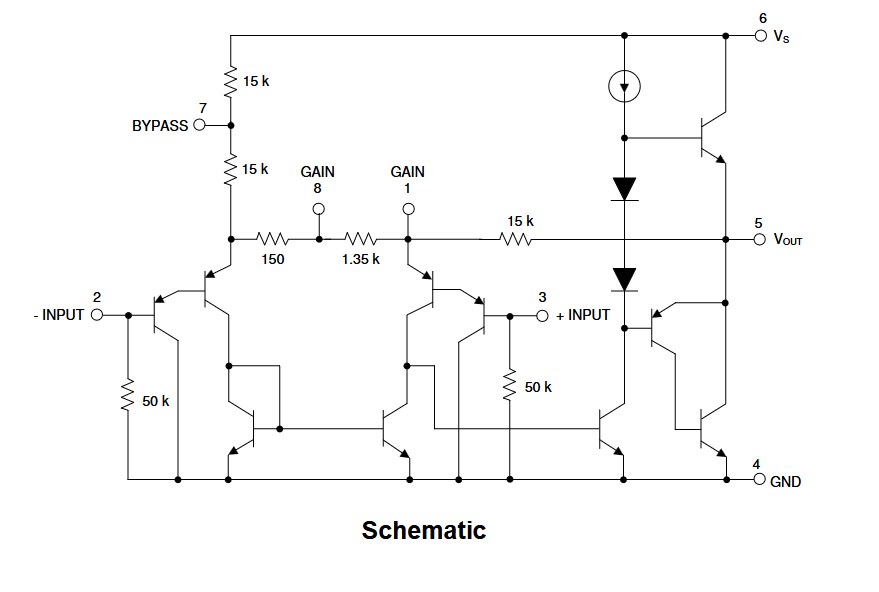 6
VS
15 k
7
BYPASS
15 k
GAIN
8
GAIN
1
15 k
5
VOUT
150
1.35 k
2
- INPUT
3
+ INPUT
50 k
50 k
4
GND
Schematic